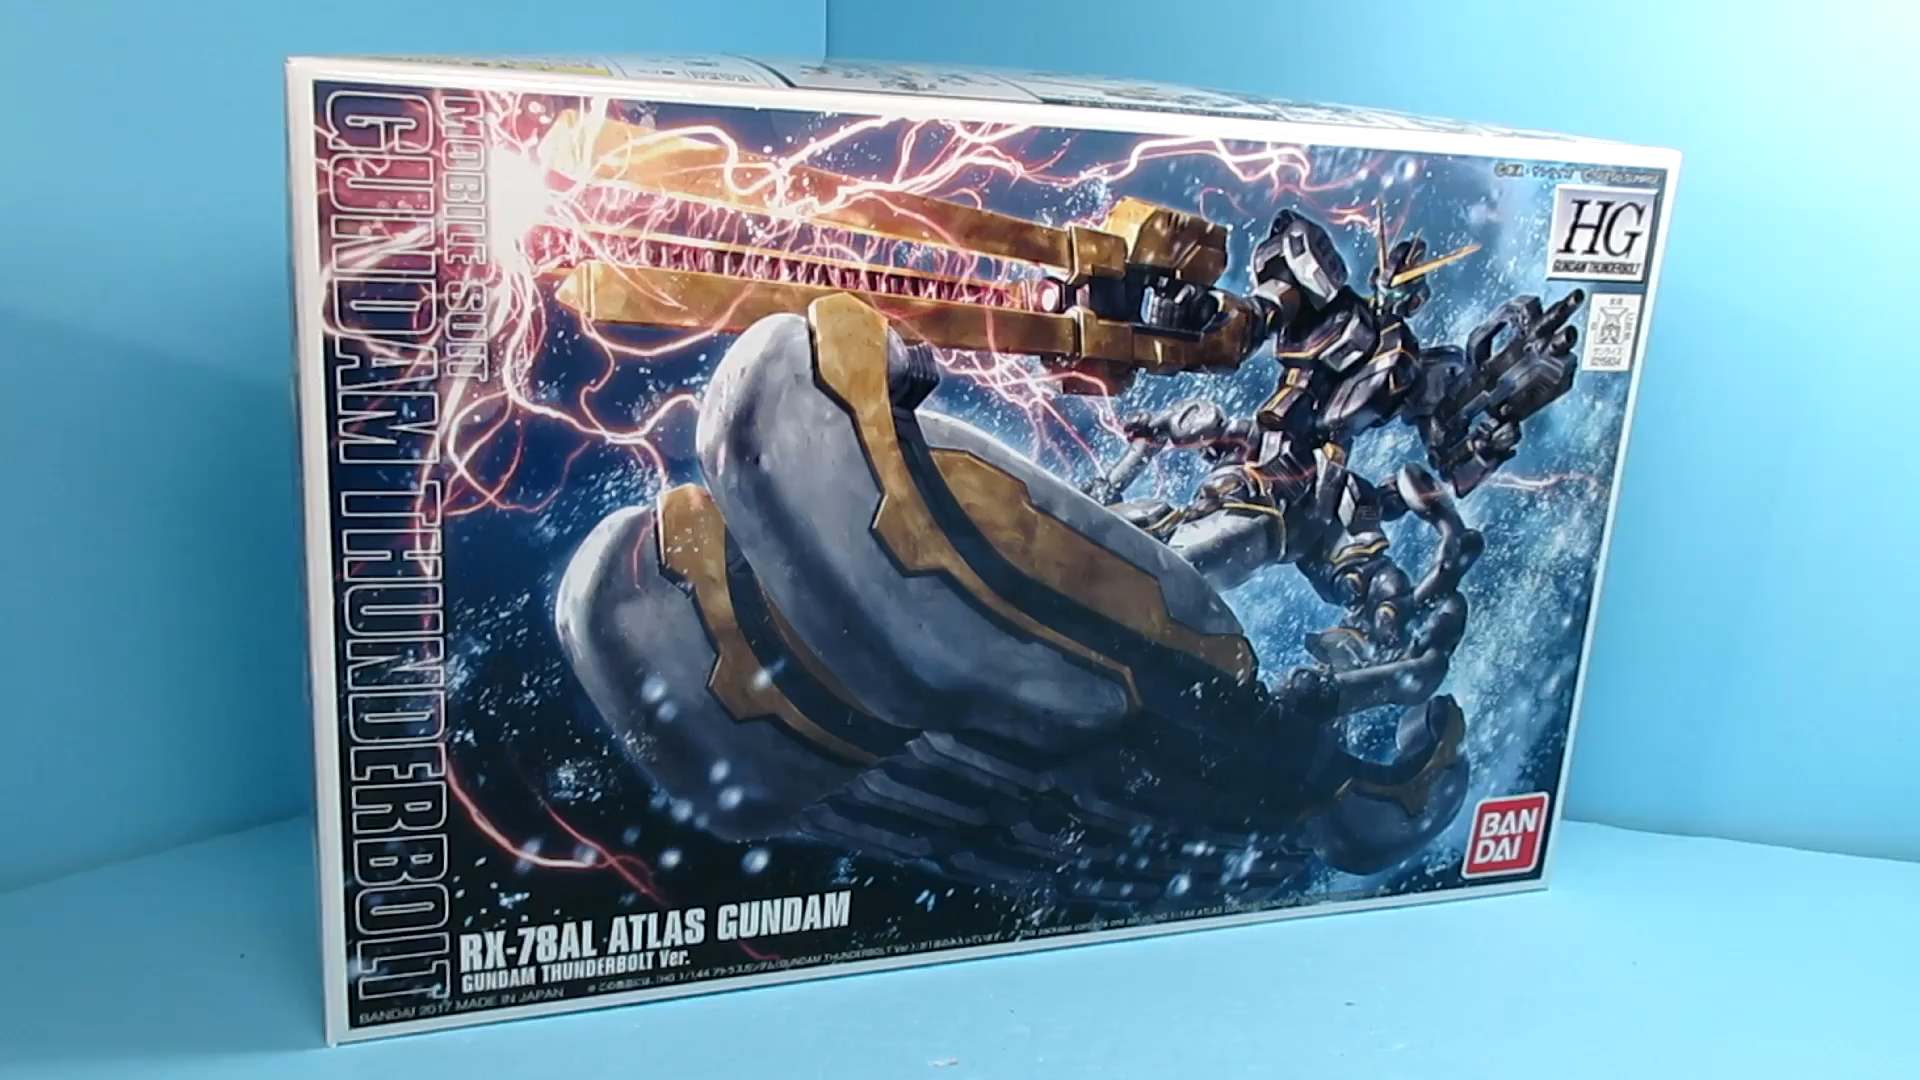 MOBILE SUIT
GUNDAM THUNDERBOLT
HG
GUNDAM THUNDERBOLT
BAN
DAI
RX-78AL ATLAS GUNDAM
GUNDAM THUNDERBOLT Ver.
BANDAI 2017 MADE IN JAPAN